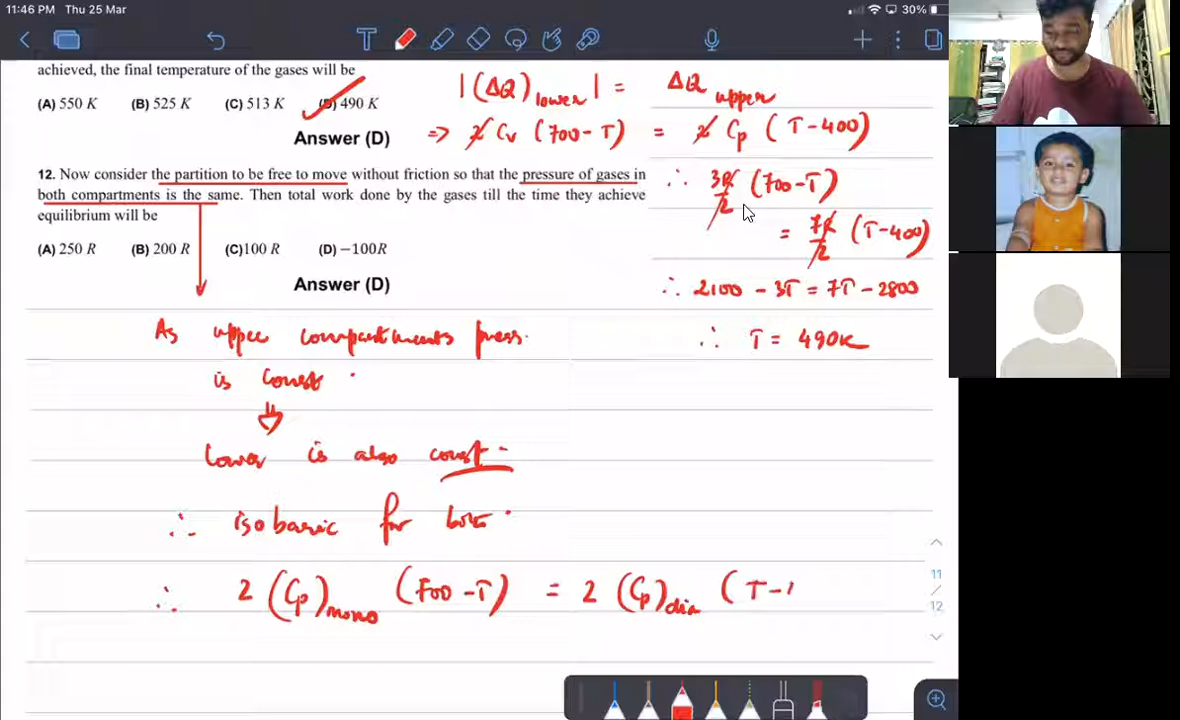 11:46 PM Thu 25 Mar
30%
achieved, the final temperature of the gases will be
(A) 550 K (B) 525 K (C) 513 K (D) 490 K
Answer (D)
|(ΔQ)lower| = ΔQ upper
⇒ 2 Cv (700 - T) = 2 Cp (T - 400)
12. Now consider the partition to be free to move without friction so that the pressure of gases in
both compartments is the same. Then total work done by the gases till the time they achieve
equilibrium will be
(A) 250 R (B) 200 R (C)100 R (D) −100R
Answer (D)
∴ 3R/2 (700 - T)
= 7R/2 (T - 400)
∴ 2100 - 3T = 7T - 2800
∴ T = 490K
As upper compartments press.
is const.
⇓
lower is also const.
∴ isobaric for both.
∴ 2 (Cp)mono (700 - T) = 2 (Cp)dia (T-
11
/
12